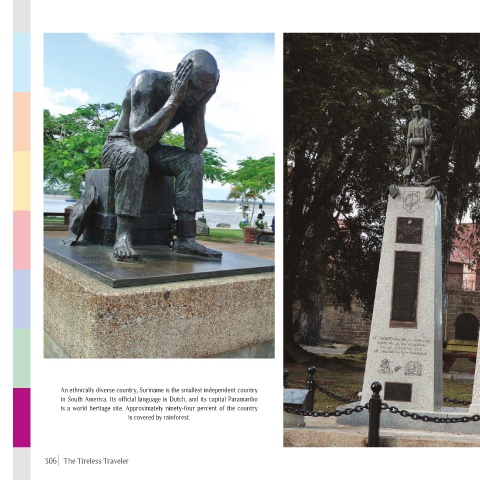 An ethnically diverse country, Suriname is the smallest independent country
in South America. Its official language is Dutch, and its capital Paramaribo
is a world heritage site. Approximately ninety-four percent of the country
is covered by rainforest.
306 | The Tireless Traveler